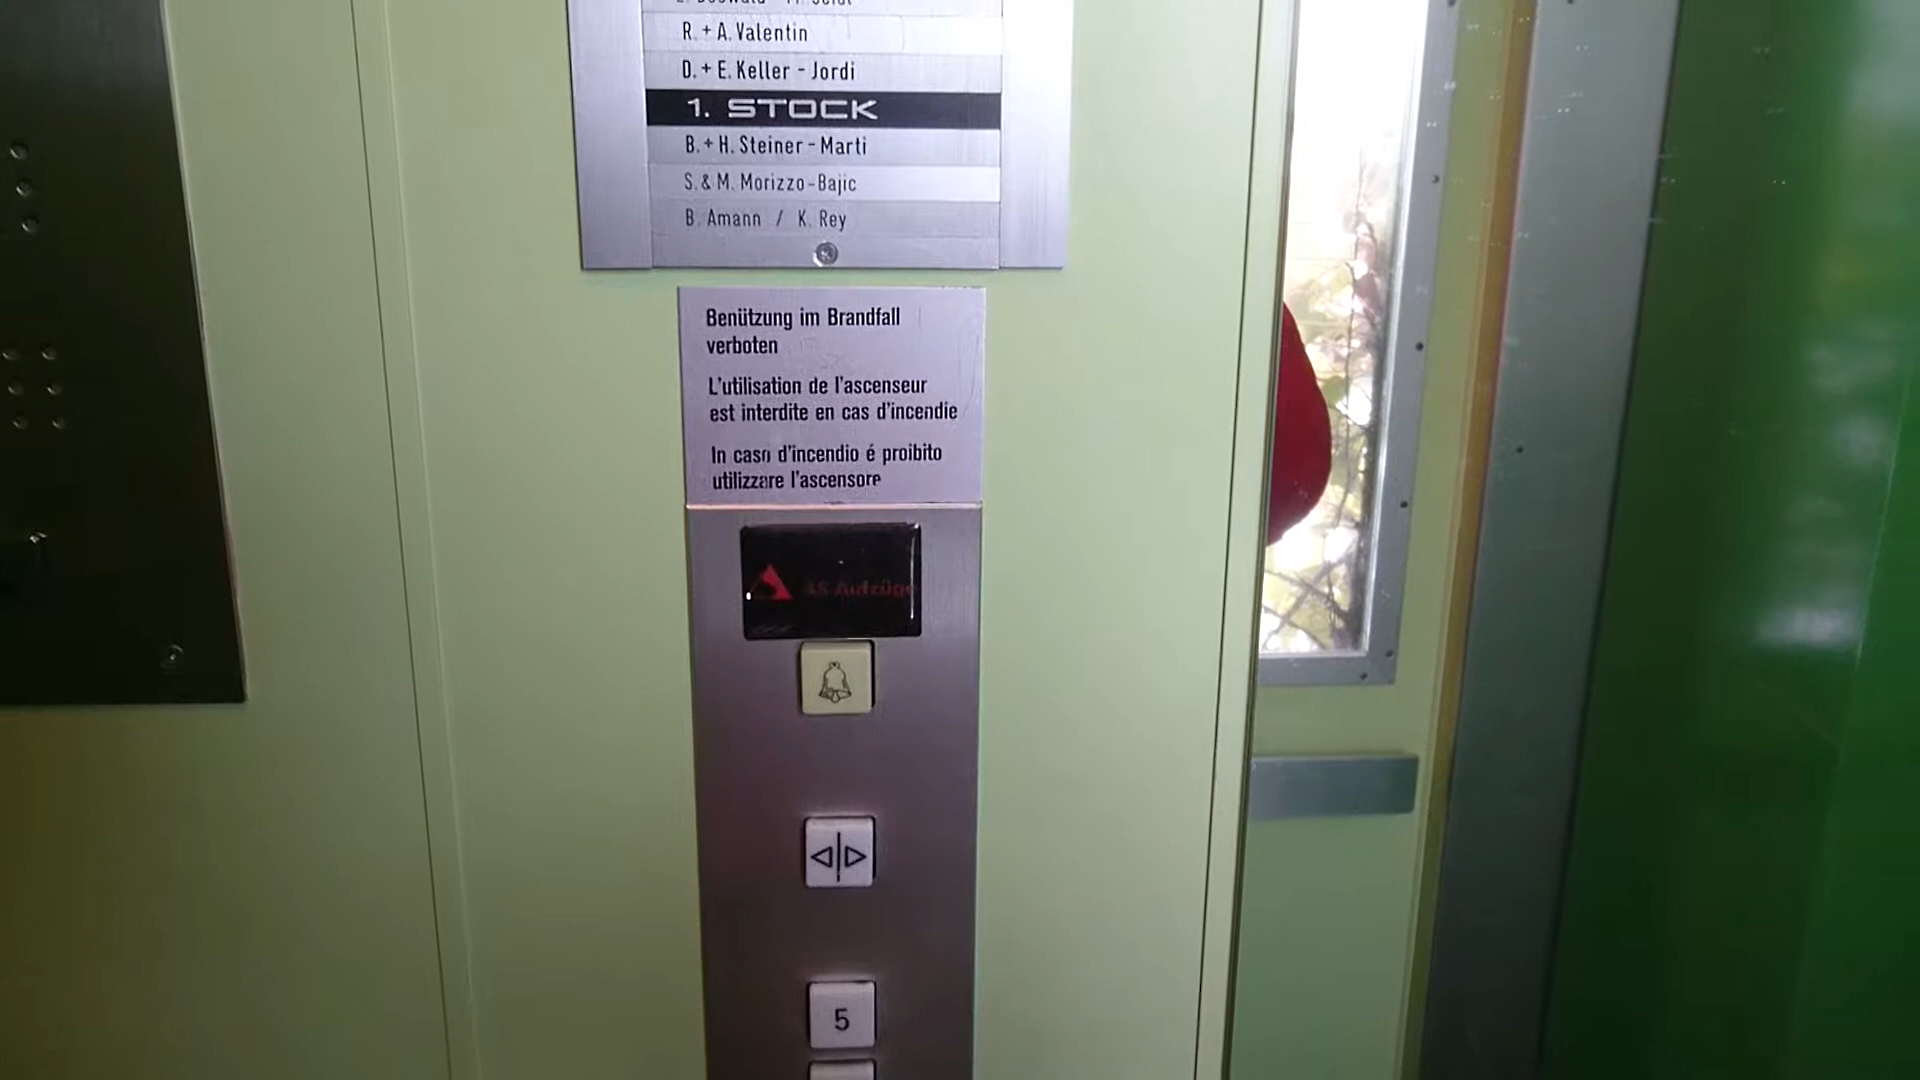 R. + A. Valentin
D. + E. Keller - Jordi
1. STOCK
B. + H. Steiner - Marti
S. & M. Morizzo-Bajic
B. Amann / K. Rey
Benützung im Brandfall
verboten
L'utilisation de l'ascenseur
est interdite en cas d'incendie
In caso d'incendio é proibito
utilizzare l'ascensore
AS Aufzüge
5